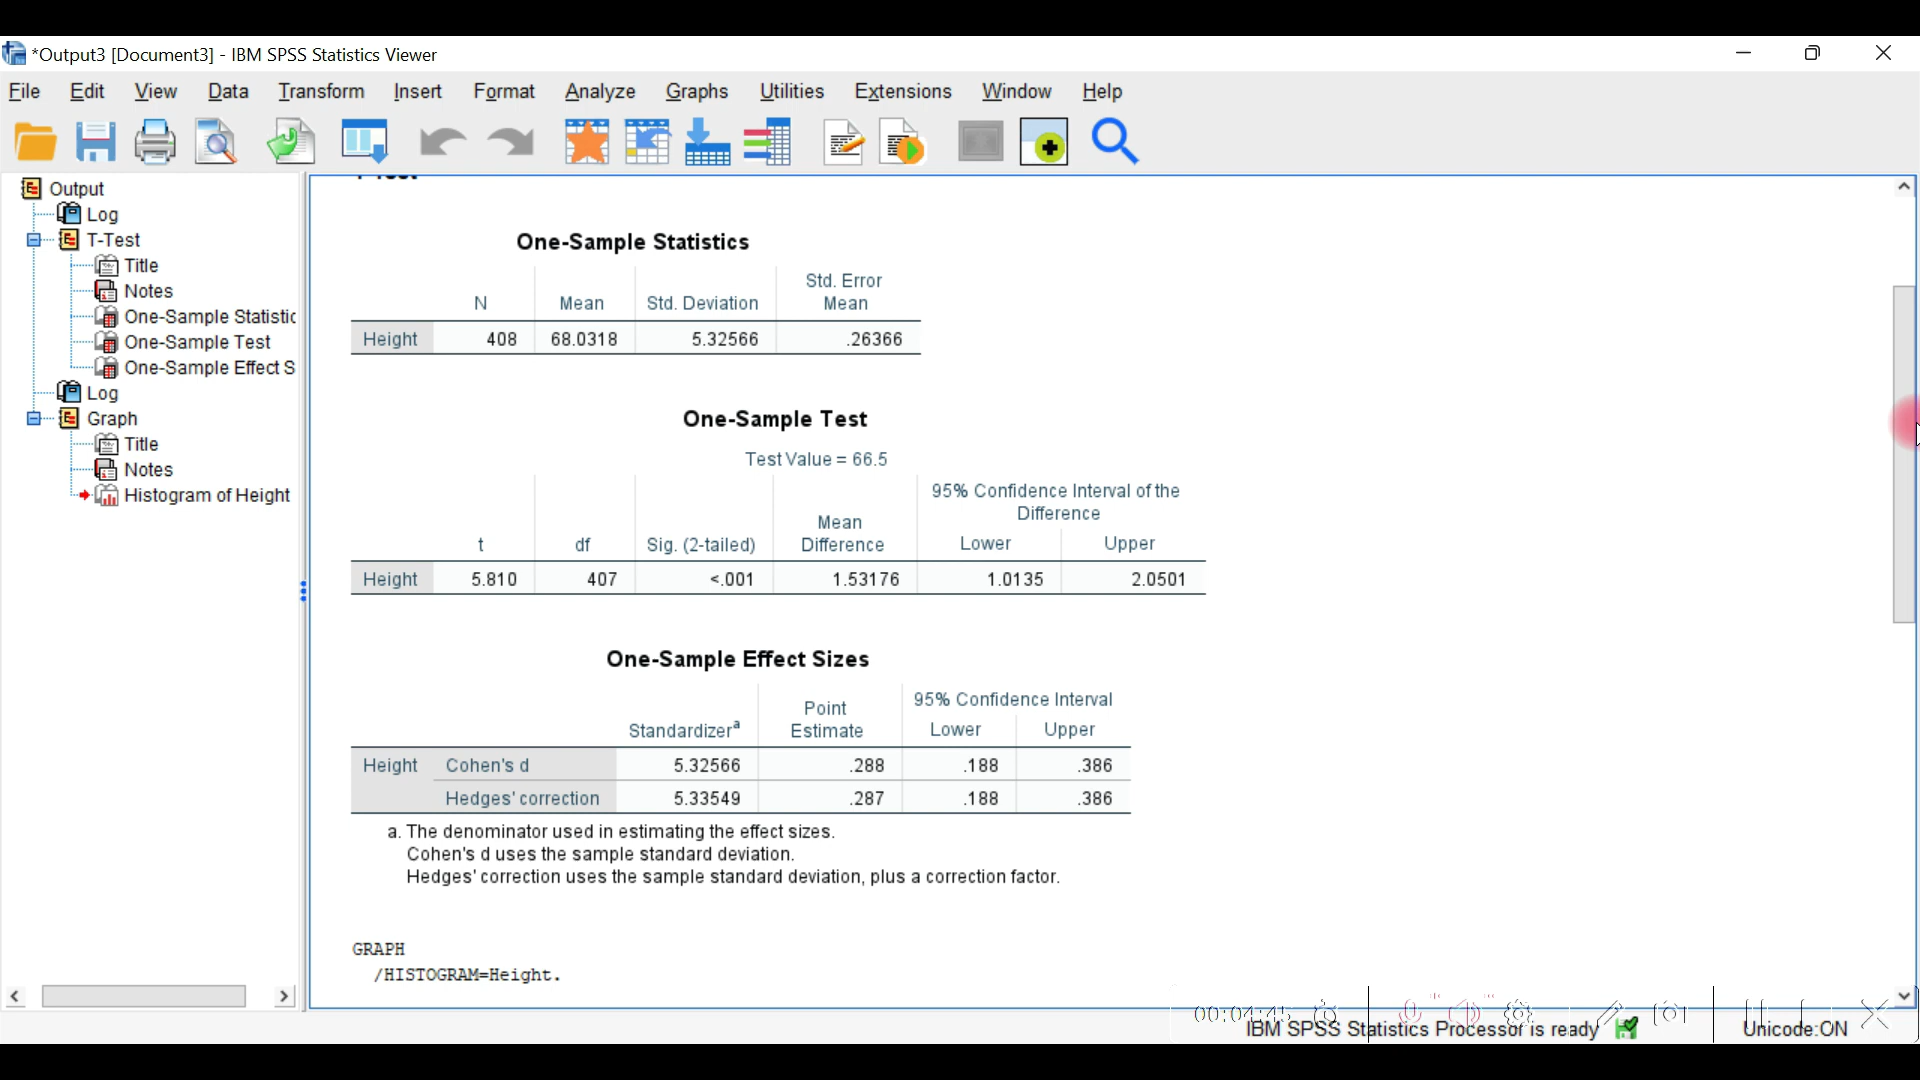 *Output3 [Document3] - IBM SPSS Statistics Viewer
File Edit View Data Transform Insert Format Analyze Graphs Utilities Extensions Window Help
Output
Log
T-Test
Title
Notes
One-Sample Statistic
One-Sample Test
One-Sample Effect S
Log
Graph
Title
Notes
Histogram of Height
One-Sample Statistics
N Mean Std. Deviation Std. Error Mean
Height 408 68.0318 5.32566 .26366
One-Sample Test
Test Value = 66.5
95% Confidence Interval of the Difference
t df Sig. (2-tailed) Mean Difference Lower Upper
Height 5.810 407 <.001 1.53176 1.0135 2.0501
One-Sample Effect Sizes
95% Confidence Interval
Standardizerª Point Estimate Lower Upper
Height Cohen's d 5.32566 .288 .188 .386
Hedges' correction 5.33549 .287 .188 .386
a. The denominator used in estimating the effect sizes.
Cohen's d uses the sample standard deviation.
Hedges' correction uses the sample standard deviation, plus a correction factor.
GRAPH
/HISTOGRAM=Height.
00:04:45
IBM SPSS Statistics Processor is ready Unicode:ON